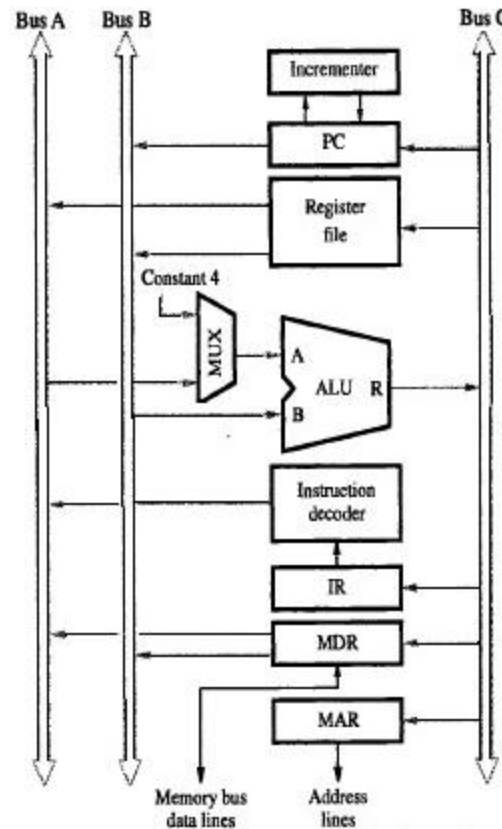 Bus A
Bus B
Bus C
Incrementer
PC
Register
file
Constant 4
MUX
A
ALU
R
B
Instruction
decoder
IR
MDR
MAR
Memory bus
data lines
Address
lines